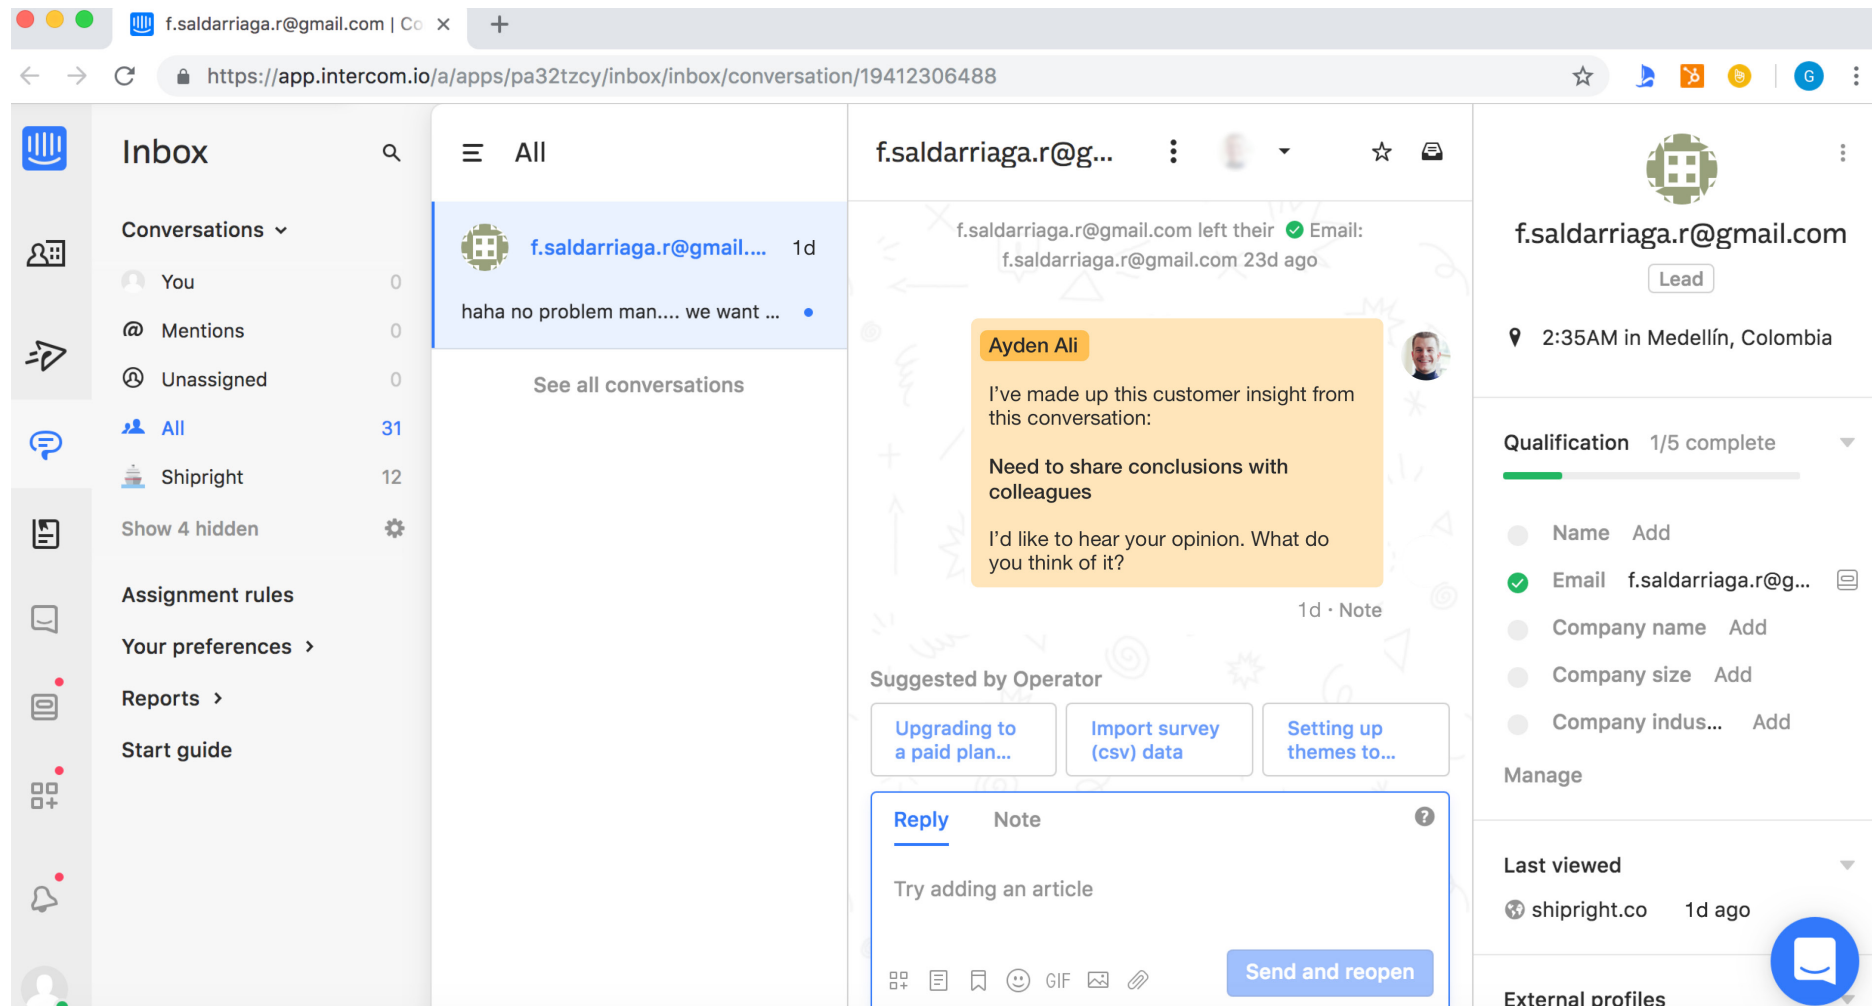 f.saldarriaga.r@gmail.com | Co
https://app.intercom.io/a/apps/pa32tzcy/inbox/inbox/conversation/19412306488
G
Inbox
Conversations
You 0
Mentions 0
Unassigned 0
All 31
Shipright 12
Show 4 hidden
Assignment rules
Your preferences
Reports
Start guide
All
f.saldarriaga.r@gmail.... 1d
haha no problem man.... we want ...
See all conversations
f.saldarriaga.r@g...
f.saldarriaga.r@gmail.com left their Email:
f.saldarriaga.r@gmail.com 23d ago
Ayden Ali
I've made up this customer insight from
this conversation:
Need to share conclusions with
colleagues
I'd like to hear your opinion. What do
you think of it?
1d · Note
Suggested by Operator
Upgrading to
a paid plan...
Import survey
(csv) data
Setting up
themes to...
Reply Note
Try adding an article
GIF
Send and reopen
f.saldarriaga.r@gmail.com
Lead
2:35AM in Medellín, Colombia
Qualification 1/5 complete
Name Add
Email f.saldarriaga.r@g...
Company name Add
Company size Add
Company indus... Add
Manage
Last viewed
shipright.co 1d ago
External profiles